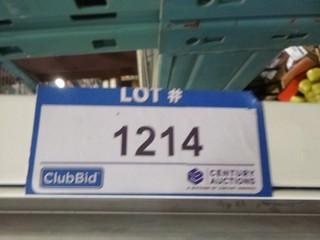 LOT #
1214
ClubBid
CENTURY
AUCTIONS